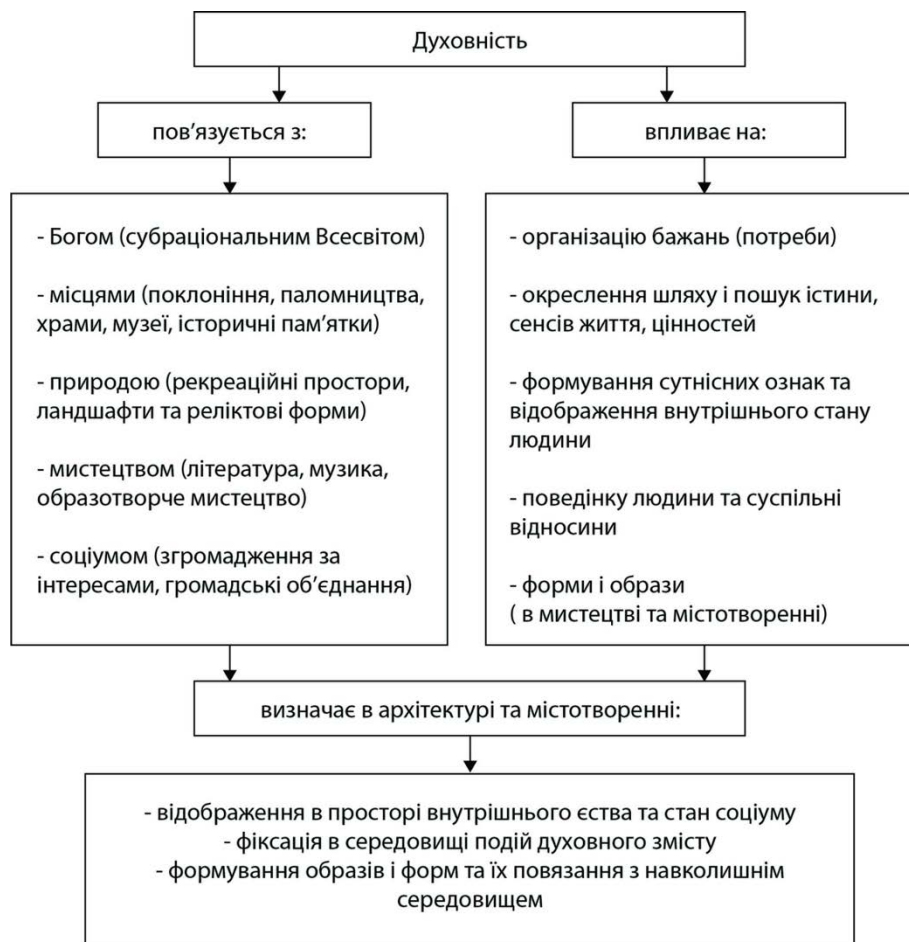 Духовність
пов’язується з:
впливає на:
- Богом (субраціональним Всесвітом)
- місцями (поклоніння, паломництва,
храми, музеї, історичні пам’ятки)
- природою (рекреаційні простори,
ландшафти та реліктові форми)
- мистецтвом (література, музика,
образотворче мистецтво)
- соціумом (згромадження за
інтересами, громадські об’єднання)
- організацію бажань (потреби)
- окреслення шляху і пошук істини,
сенсів життя, цінностей
- формування сутнісних ознак та
відображення внутрішнього стану
людини
- поведінку людини та суспільні
відносини
- форми і образи
( в мистецтві та містотворенні)
визначає в архітектурі та містотворенні:
- відображення в просторі внутрішнього єства та стан соціуму
- фіксація в середовищі подій духовного змісту
- формування образів і форм та їх повязання з навколишнім
середовищем